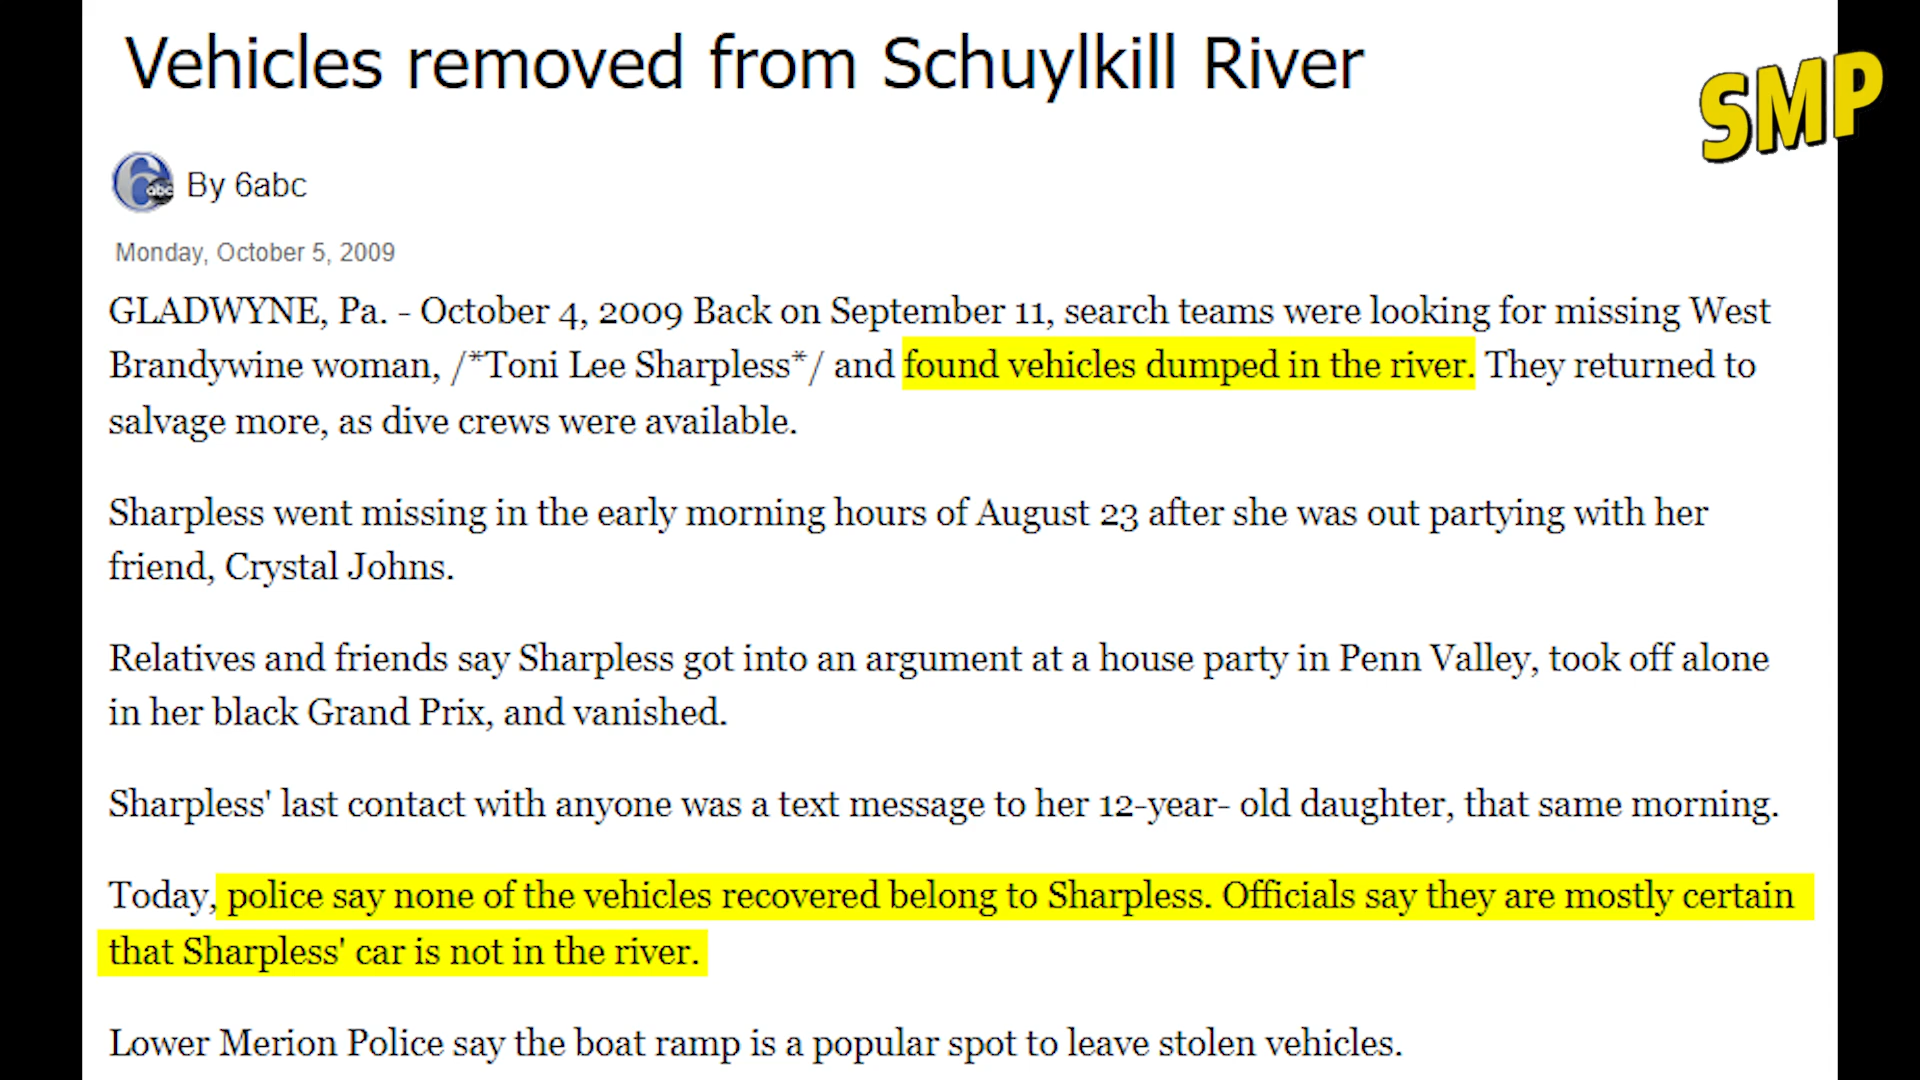 Vehicles removed from Schuylkill River
SMP
6abc
By 6abc
Monday, October 5, 2009
GLADWYNE, Pa. - October 4, 2009 Back on September 11, search teams were looking for missing West
Brandywine woman, /*Toni Lee Sharpless*/ and found vehicles dumped in the river. They returned to
salvage more, as dive crews were available.
Sharpless went missing in the early morning hours of August 23 after she was out partying with her
friend, Crystal Johns.
Relatives and friends say Sharpless got into an argument at a house party in Penn Valley, took off alone
in her black Grand Prix, and vanished.
Sharpless' last contact with anyone was a text message to her 12-year- old daughter, that same morning.
Today, police say none of the vehicles recovered belong to Sharpless. Officials say they are mostly certain
that Sharpless' car is not in the river.
Lower Merion Police say the boat ramp is a popular spot to leave stolen vehicles.